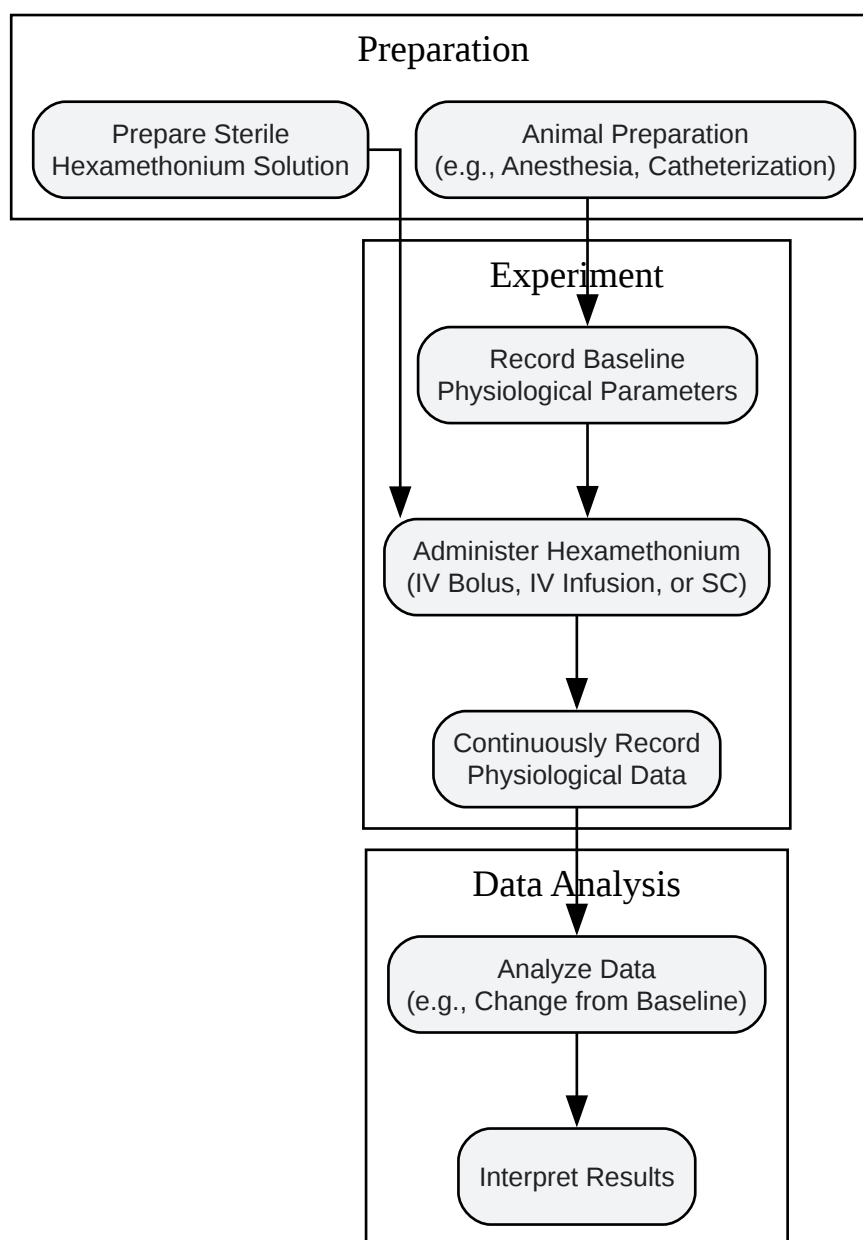 Preparation
Prepare Sterile
Hexamethonium Solution
Animal Preparation
(e.g., Anesthesia, Catheterization)
Experiment
Record Baseline
Physiological Parameters
Administer Hexamethonium
(IV Bolus, IV Infusion, or SC)
Continuously Record
Physiological Data
Data Analysis
Analyze Data
(e.g., Change from Baseline)
Interpret Results